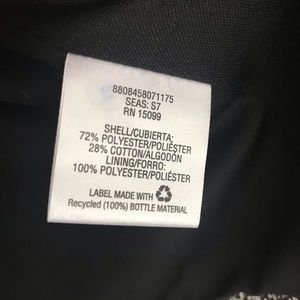 8808458071175
SEAS: S7
RN 15099
SHELL/CUBIERTA:
72% POLYESTER/POLIÉSTER
28% COTTON/ALGODÓN
LINING/FORRO:
100% POLYESTER/POLIÉSTER
LABEL MADE WITH
Recycled (100%) BOTTLE MATERIAL